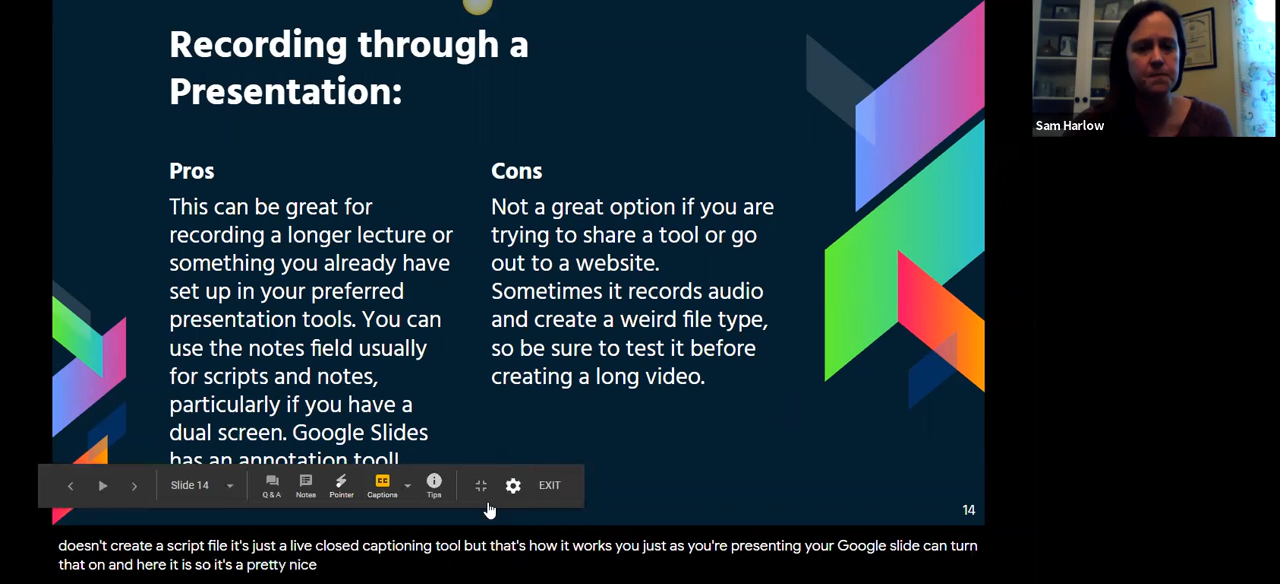 Recording through a
Presentation:
Pros
This can be great for
recording a longer lecture or
something you already have
set up in your preferred
presentation tools. You can
use the notes field usually
for scripts and notes,
particularly if you have a
dual screen. Google Slides
has an annotation tool!
Cons
Not a great option if you are
trying to share a tool or go
out to a website.
Sometimes it records audio
and create a weird file type,
so be sure to test it before
creating a long video.
Sam Harlow
Slide 14
Q & A
Notes
Pointer
CC
Captions
Tips
EXIT
14
doesn't create a script file it's just a live closed captioning tool but that's how it works you just as you're presenting your Google slide can turn
that on and here it is so it's a pretty nice